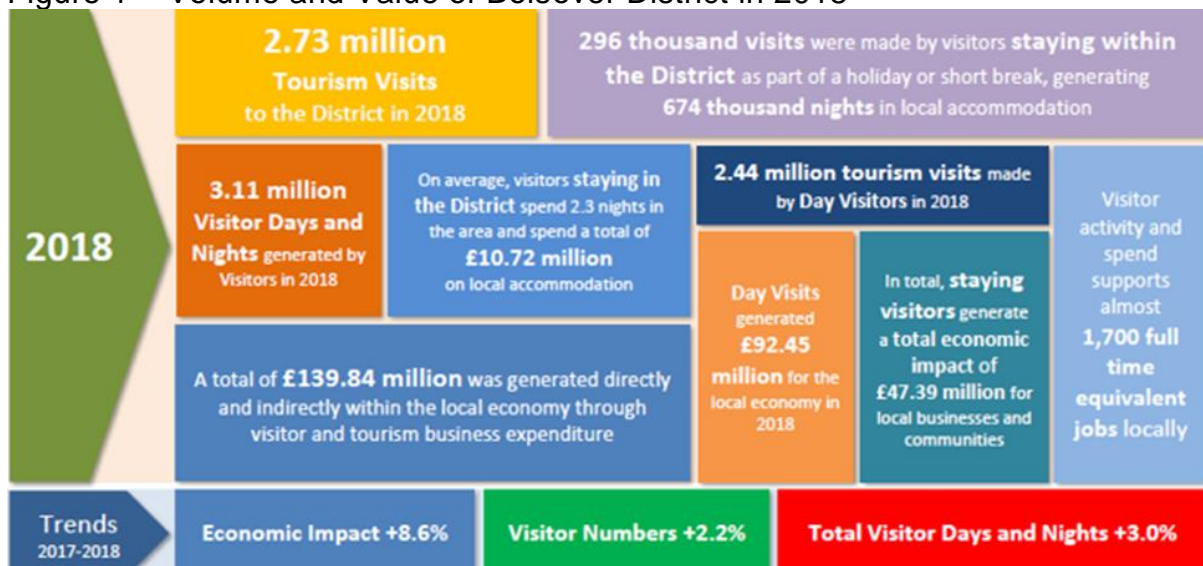 Figure 1 – Volume and Value of Bolsover District in 2018
2018
2.73 million
Tourism Visits
to the District in 2018
296 thousand visits were made by visitors staying within
the District as part of a holiday or short break, generating
674 thousand nights in local accommodation
3.11 million
Visitor Days and
Nights generated by
Visitors in 2018
On average, visitors staying in
the District spend 2.3 nights in
the area and spend a total of
£10.72 million
on local accommodation
2.44 million tourism visits made
by Day Visitors in 2018
Day Visits
generated
£92.45
million for the
local economy in
2018
In total, staying
visitors generate
a total economic
impact of
£47.39 million for
local businesses and
communities
Visitor
activity and
spend
supports
almost
1,700 full
time
equivalent
jobs locally
A total of £139.84 million was generated directly
and indirectly within the local economy through
visitor and tourism business expenditure
Trends
2017-2018
Economic Impact +8.6%
Visitor Numbers +2.2%
Total Visitor Days and Nights +3.0%